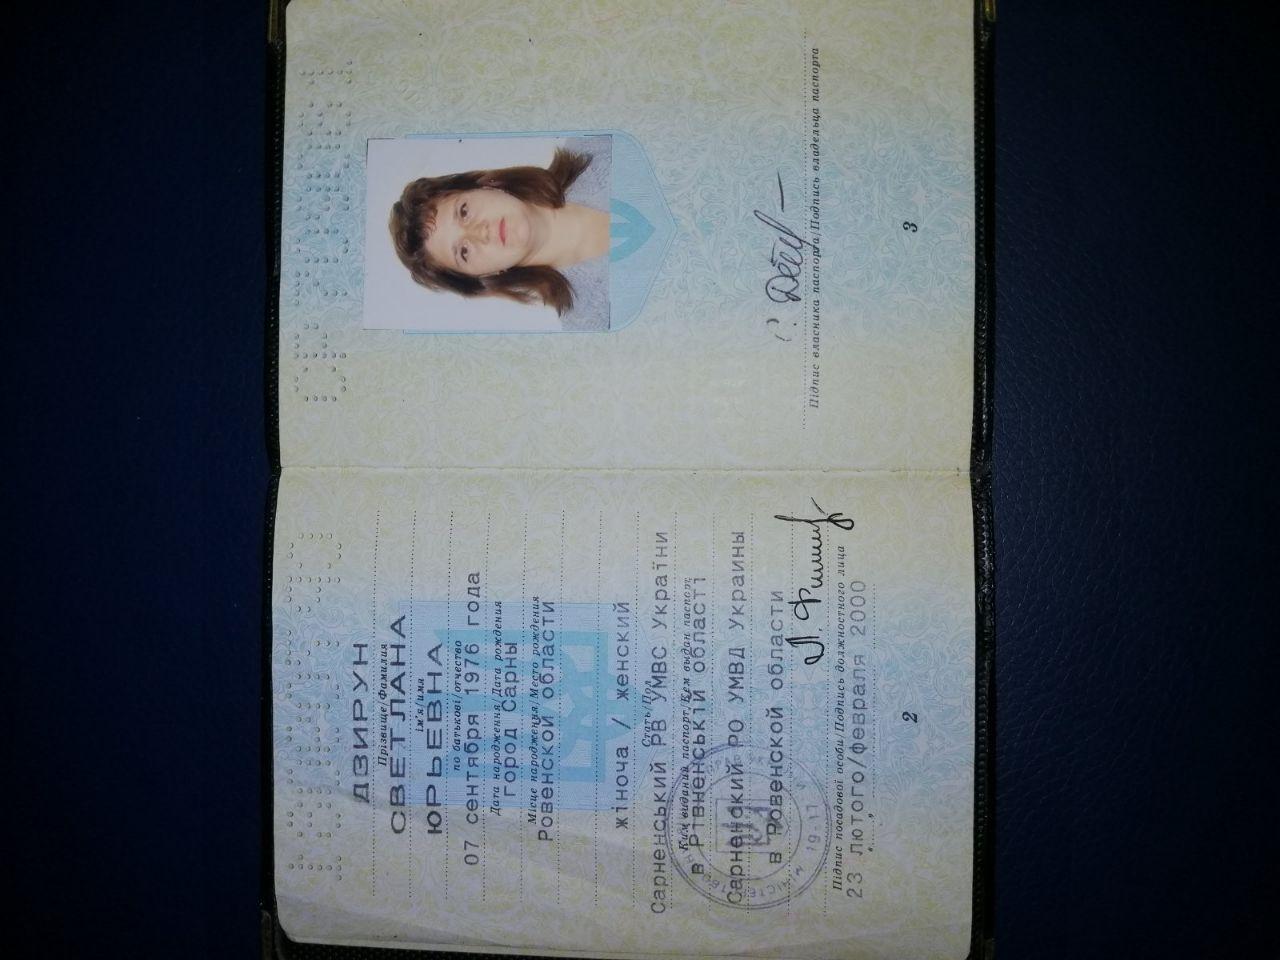 ДЗИРУН
Прізвище/Фамилия
СВЕТЛАНА
ім'я/имя
ЮРЬЕВНА
по батькові/отчество
07 сентября 1976 года
Дата народження/Дата рождения
город Сарны
Місце народження/Место рождения
Ровенской области
жіноча / женский
Стать/Пол
Сарненський РВ УМВС України
Ким виданий паспорт/Кем выдан паспорт
в Рівненській області
Сарненский РО УМВД Украины
в Ровенской области
Підпис посадової особи/Подпись должностного лица
23 лютого/февраля 2000
2
Підпис власника паспорта/Подпись владельца паспорта
3